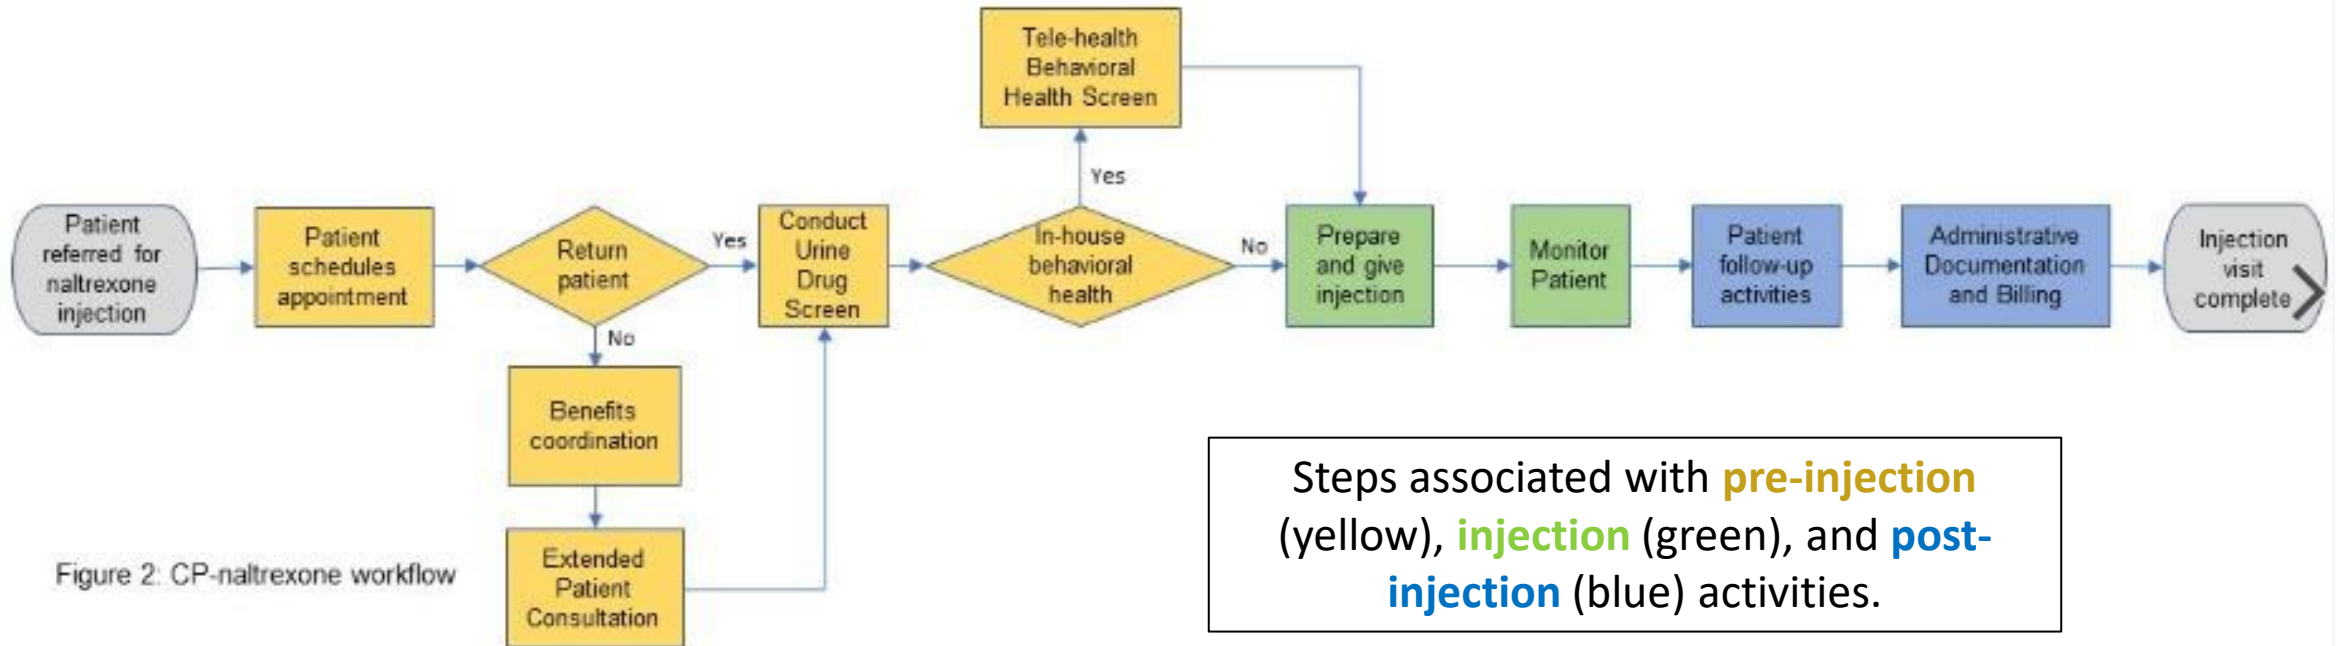 Tele-health
Behavioral
Health Screen
Yes
Patient
referred for
naltrexone
injection
Patient
schedules
appointment
Return
patient
Yes
Conduct
Urine
Drug
Screen
In-house
behavioral
health
No
Prepare
and give
injection
Monitor
Patient
Patient
follow-up
activities
Administrative
Documentation
and Billing
Injection
visit
complete
No
Benefits
coordination
Extended
Patient
Consultation
Steps associated with pre-injection
(yellow), injection (green), and post-
injection (blue) activities.
Figure 2: CP-naltrexone workflow